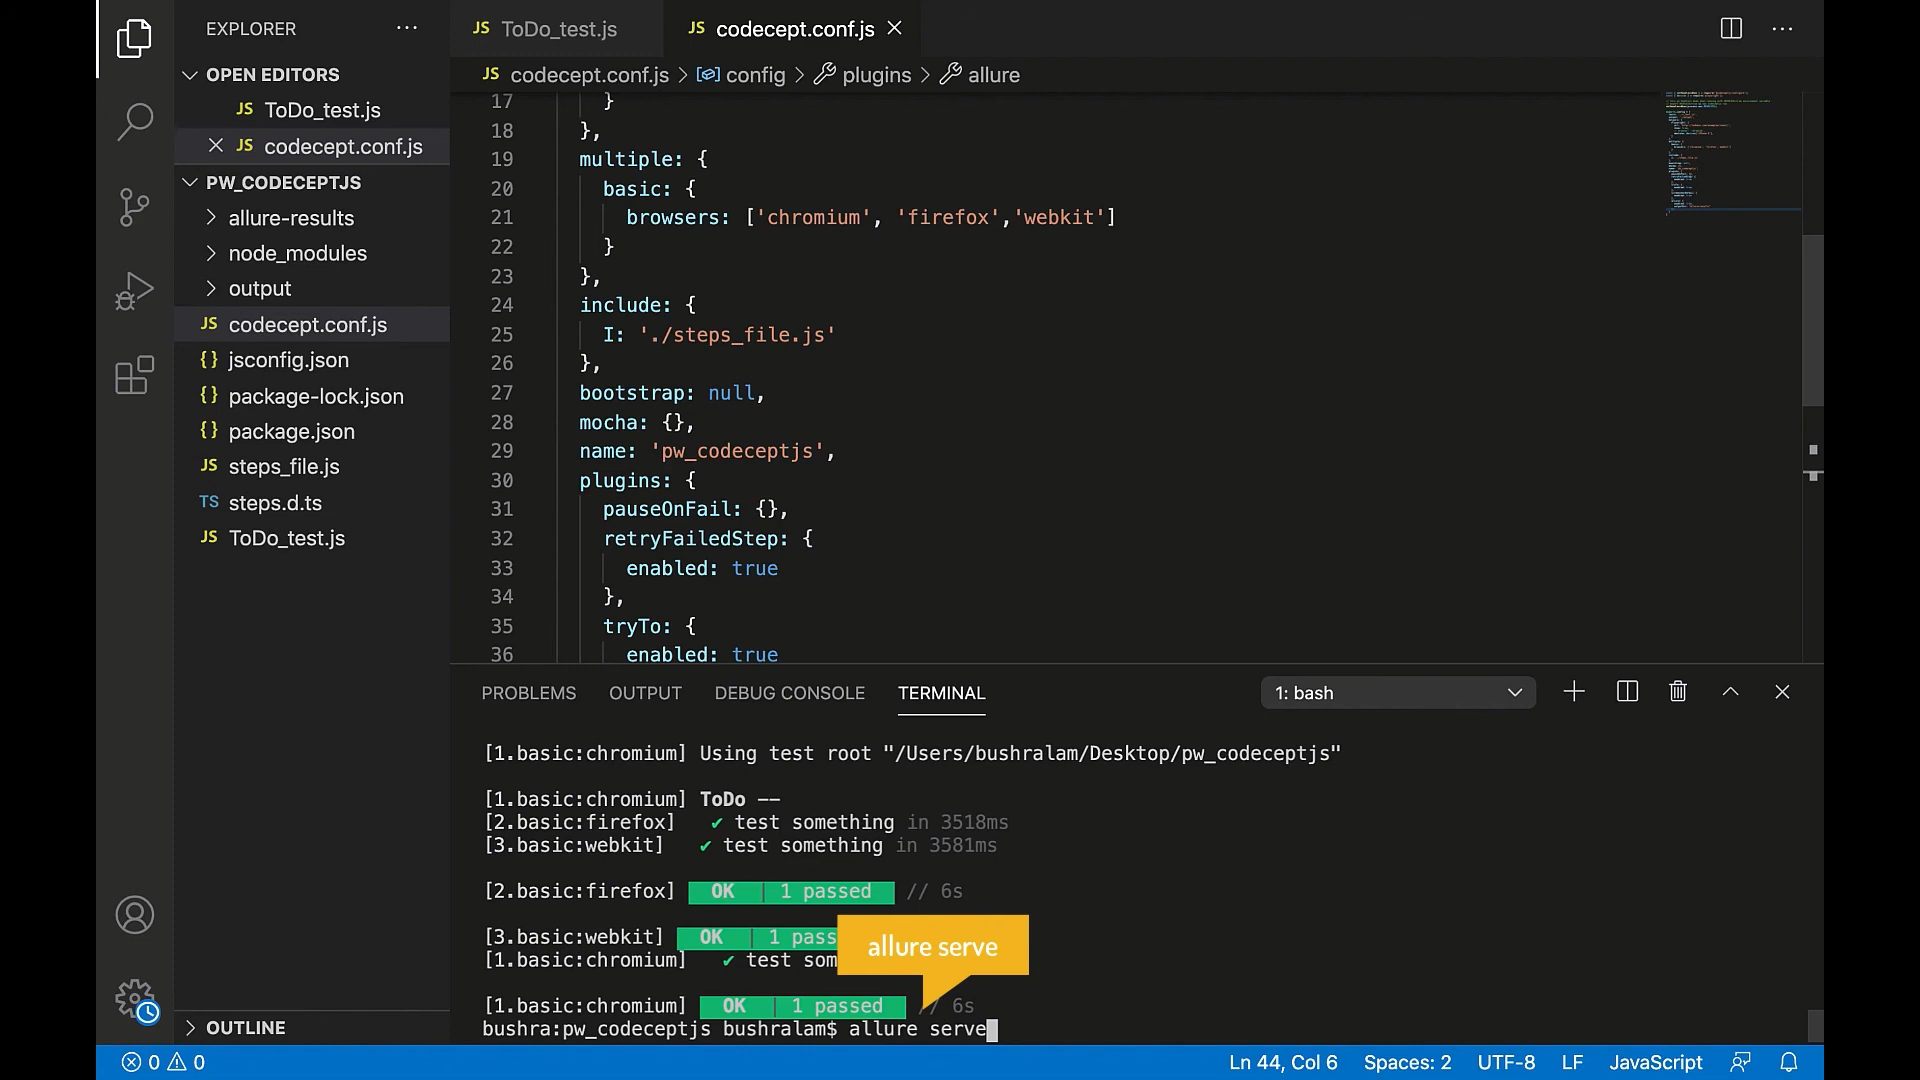 EXPLORER
ToDo_test.js
codecept.conf.js
OPEN EDITORS
ToDo_test.js
codecept.conf.js
PW_CODECEPTJS
allure-results
node_modules
output
codecept.conf.js
jsconfig.json
package-lock.json
package.json
steps_file.js
steps.d.ts
ToDo_test.js
OUTLINE
codecept.conf.js > config > plugins > allure
17 }
18 },
19 multiple: {
20 basic: {
21 browsers: ['chromium', 'firefox','webkit']
22 }
23 },
24 include: {
25 I: './steps_file.js'
26 },
27 bootstrap: null,
28 mocha: {},
29 name: 'pw_codeceptjs',
30 plugins: {
31 pauseOnFail: {},
32 retryFailedStep: {
33 enabled: true
34 },
35 tryTo: {
36 enabled: true
PROBLEMS OUTPUT DEBUG CONSOLE TERMINAL 1: bash
[1.basic:chromium] Using test root "/Users/bushralam/Desktop/pw_codeceptjs"
[1.basic:chromium] ToDo --
[2.basic:firefox] ✔ test something in 3518ms
[3.basic:webkit] ✔ test something in 3581ms
[2.basic:firefox] OK | 1 passed // 6s
[3.basic:webkit] OK | 1 pass
[1.basic:chromium] ✔ test som
allure serve
[1.basic:chromium] OK | 1 passed // 6s
bushra:pw_codeceptjs bushralam$ allure serve
0 0 Ln 44, Col 6 Spaces: 2 UTF-8 LF JavaScript